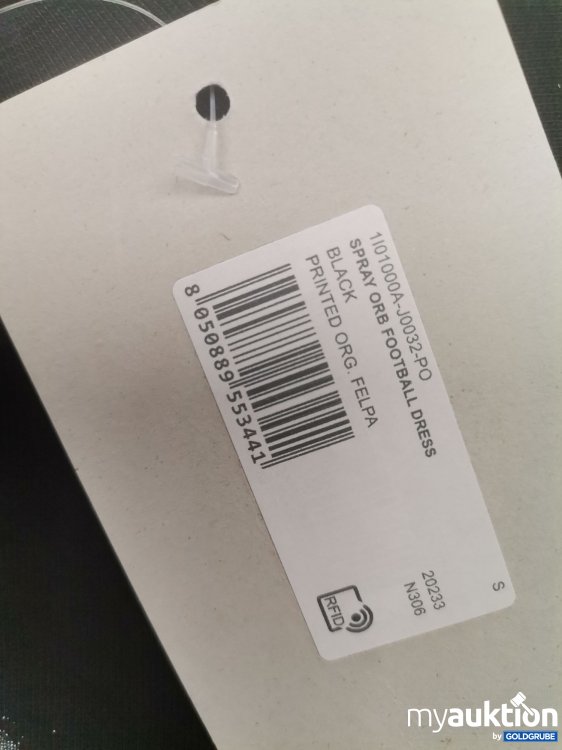 1I01000A-J0032-PO
SPRAY ORB FOOTBALL DRESS
BLACK
PRINTED ORG. FELPA
8 050889 553441
S
20233
N306
RFID
myauktion
by GOLDGRUBE